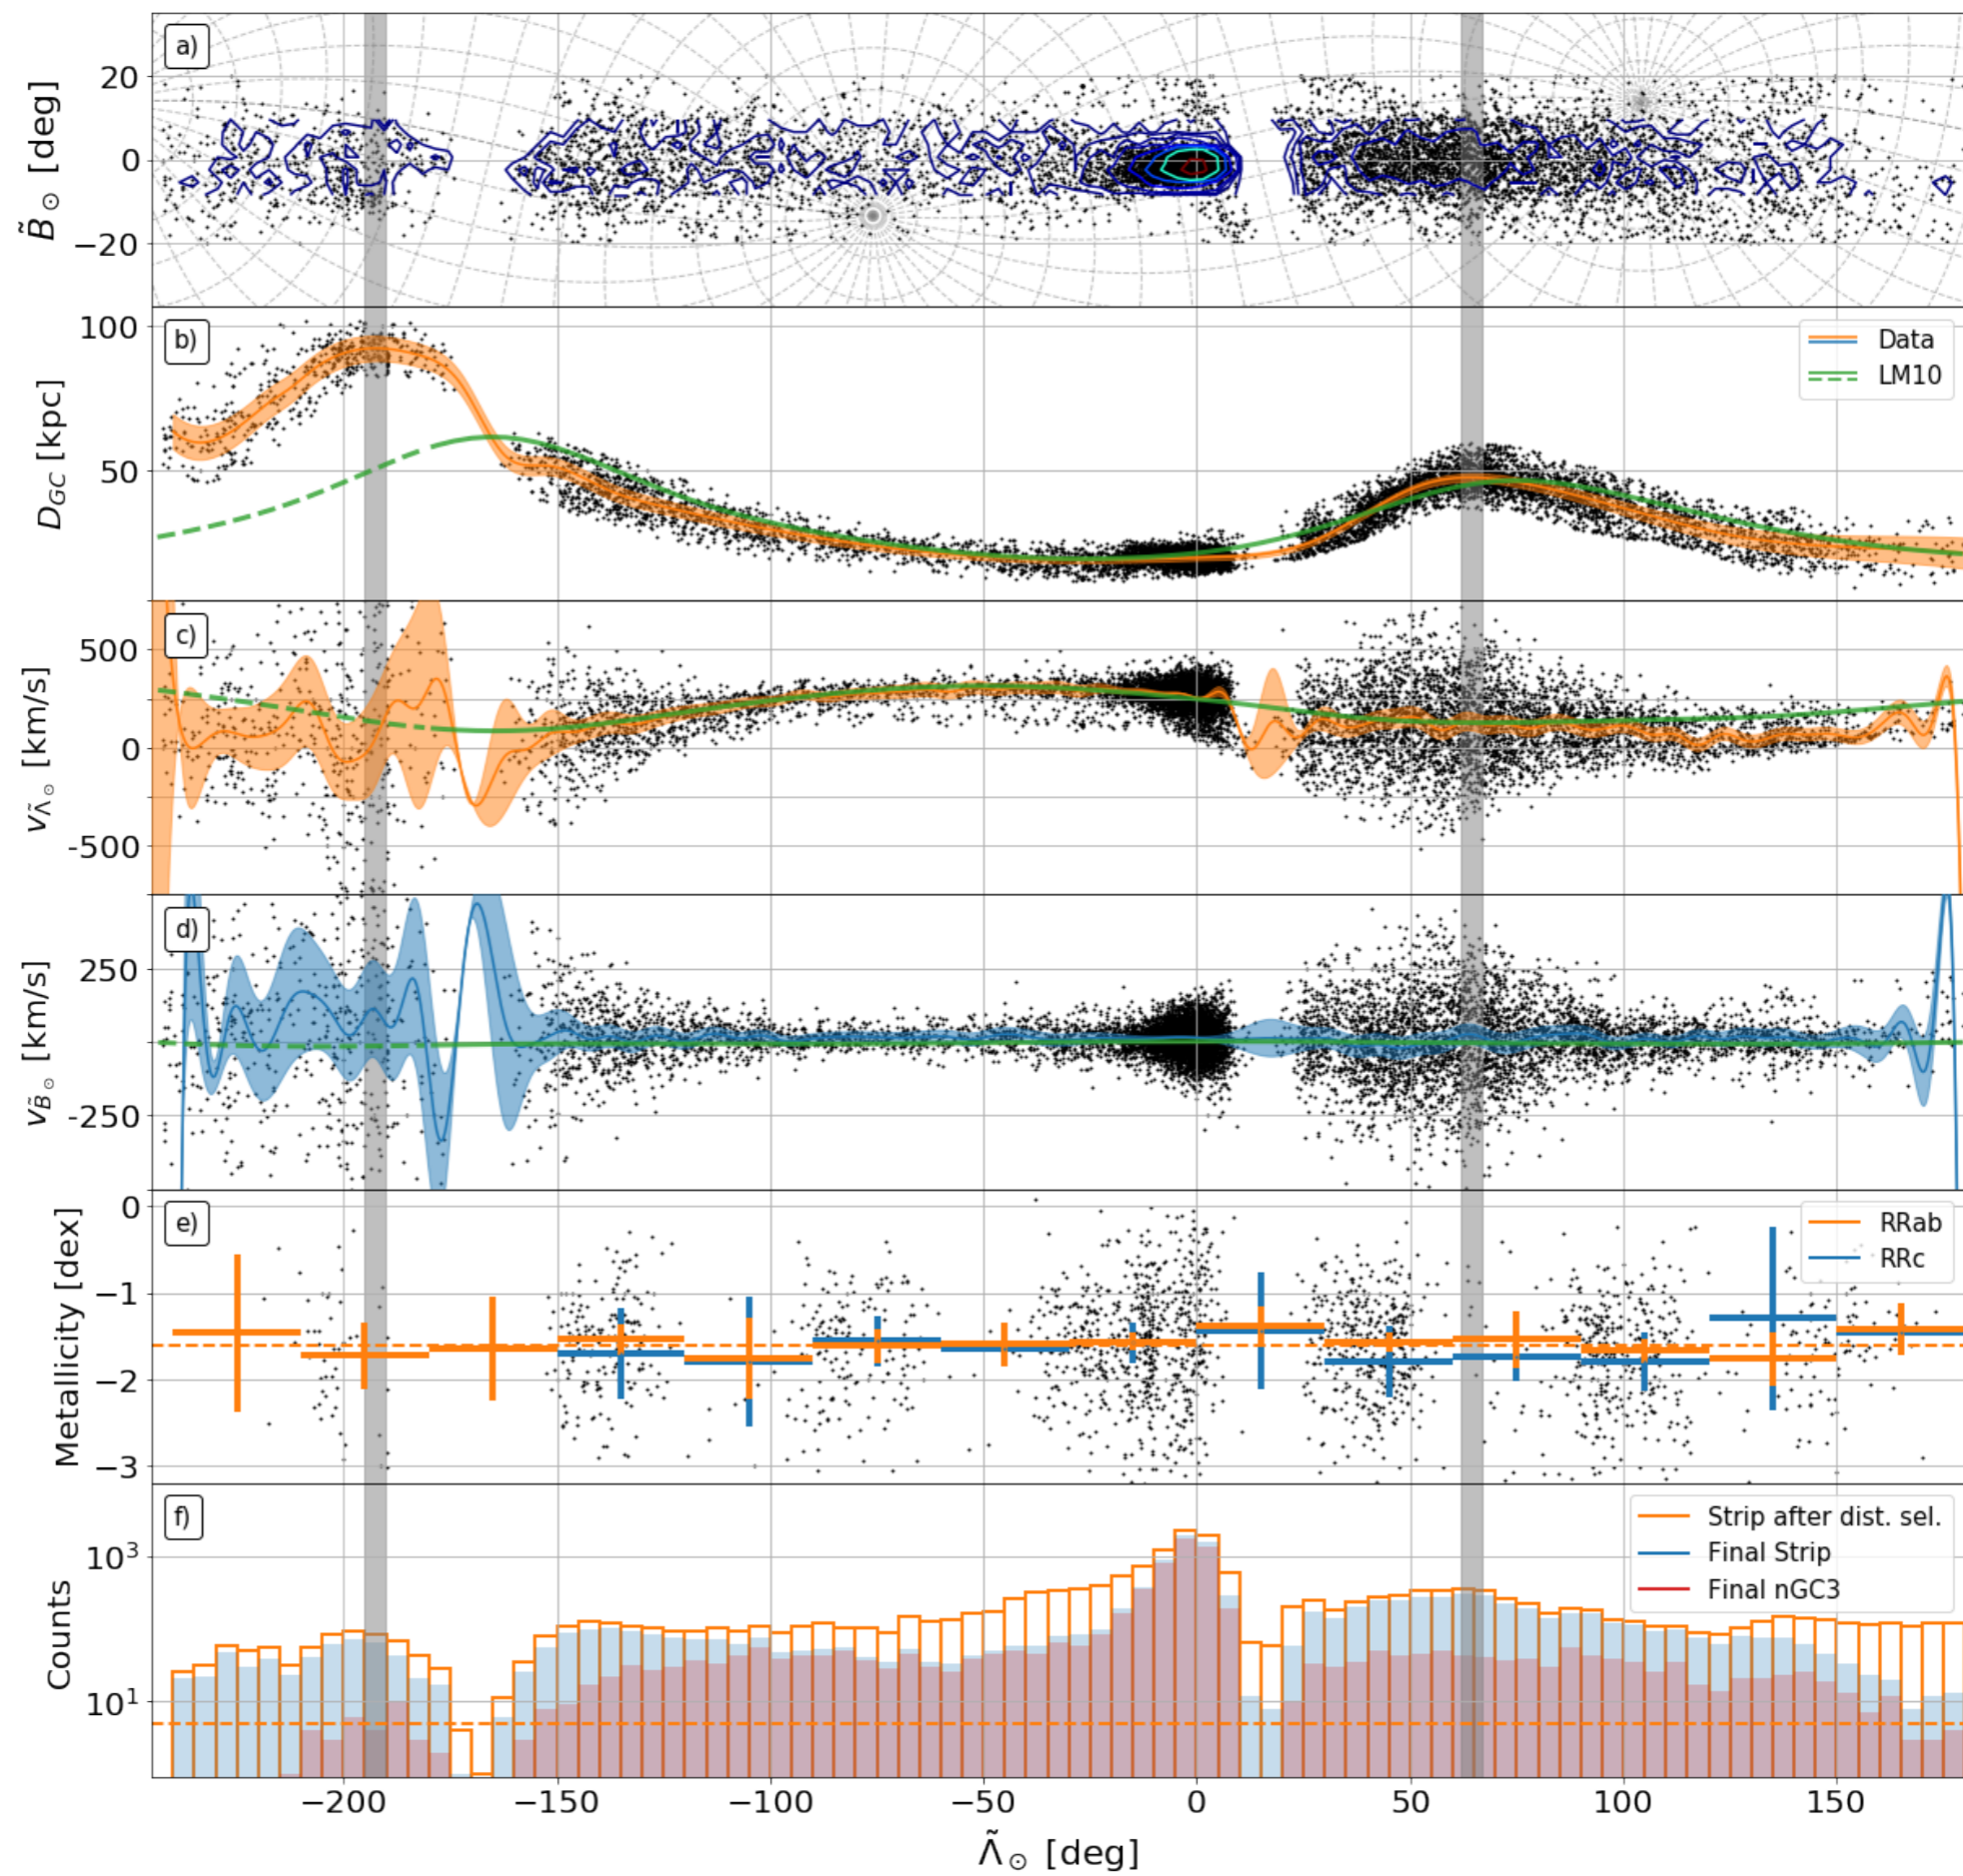 a)
20
0
−20
B̃⊙ [deg]
b)
100
50
D_GC [kpc]
Data
LM10
c)
500
0
-500
v_Λ̃⊙ [km/s]
d)
250
-250
v_B̃⊙ [km/s]
e)
0
−1
−2
−3
Metallicity [dex]
RRab
RRc
f)
10³
10¹
Counts
Strip after dist. sel.
Final Strip
Final nGC3
−200 −150 −100 −50 0 50 100 150
Λ̃⊙ [deg]